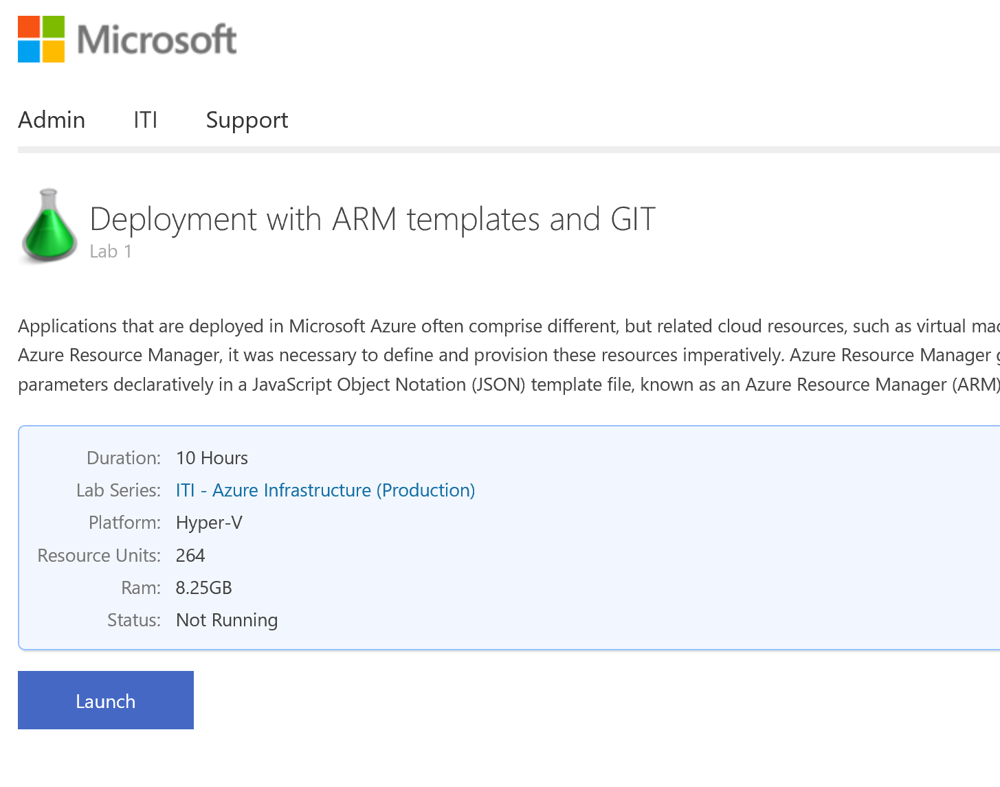 Microsoft
Admin ITI Support
Deployment with ARM templates and GIT
Lab 1
Applications that are deployed in Microsoft Azure often comprise different, but related cloud resources, such as virtual
Azure Resource Manager, it was necessary to define and provision these resources imperatively. Azure Resource Manager
parameters declaratively in a JavaScript Object Notation (JSON) template file, known as an Azure Resource Manager (ARM)
Duration: 10 Hours
Lab Series: ITI - Azure Infrastructure (Production)
Platform: Hyper-V
Resource Units: 264
Ram: 8.25GB
Status: Not Running
Launch